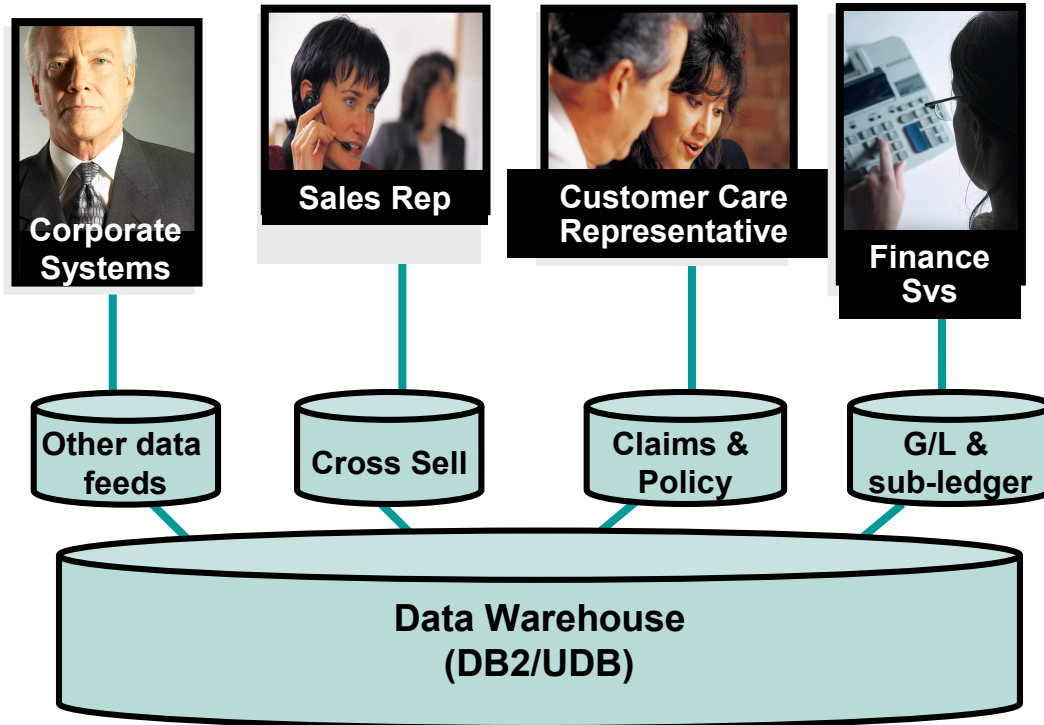 Corporate
Systems
Sales Rep
Customer Care
Representative
Finance
Svs
Other data
feeds
Cross Sell
Claims &
Policy
G/L &
sub-ledger
Data Warehouse
(DB2/UDB)